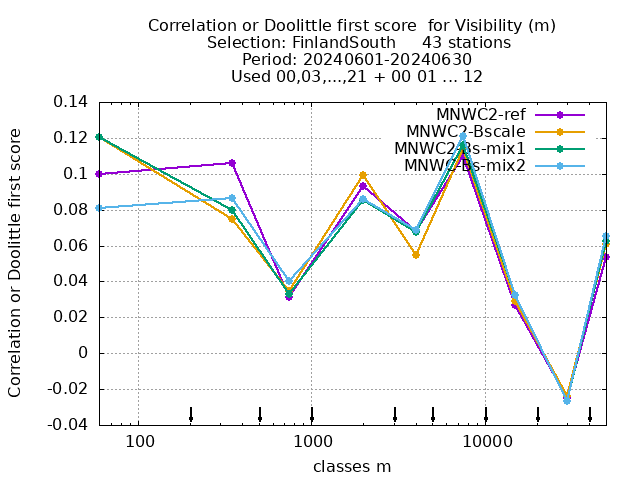 Correlation or Doolittle first score  for Visibility (m)
Selection: FinlandSouth     43 stations
Period: 20240601-20240630
Used 00,03,...,21 + 00 01 ... 12
Correlation or Doolittle first score
0.14
0.12
0.1
0.08
0.06
0.04
0.02
0
-0.02
-0.04
MNWC2-ref
MNWC2-Bscale
MNWC2-Bs-mix1
MNWC-Bs-mix2
100
1000
10000
classes m